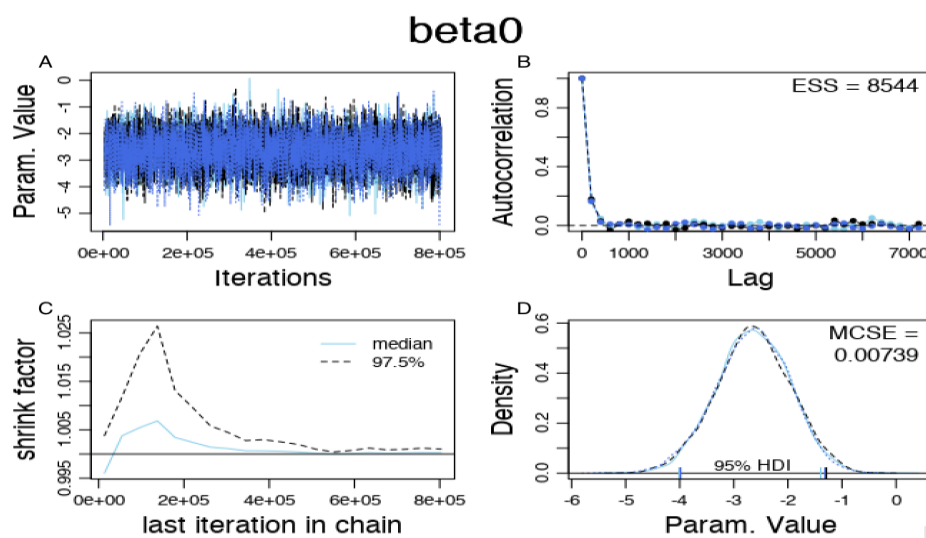 beta0
A
Param. Value
0
-1
-2
-3
-4
-5
0e+00 2e+05 4e+05 6e+05 8e+05
Iterations
B
Autocorrelation
0.8
0.4
0.0
ESS = 8544
0 1000 3000 5000 7000
Lag
C
shrink factor
1.025
1.015
1.005
0.995
median
97.5%
0e+00 2e+05 4e+05 6e+05 8e+05
last iteration in chain
D
Density
0.6
0.4
0.2
0.0
MCSE =
0.00739
95% HDI
-6 -5 -4 -3 -2 -1 0
Param. Value